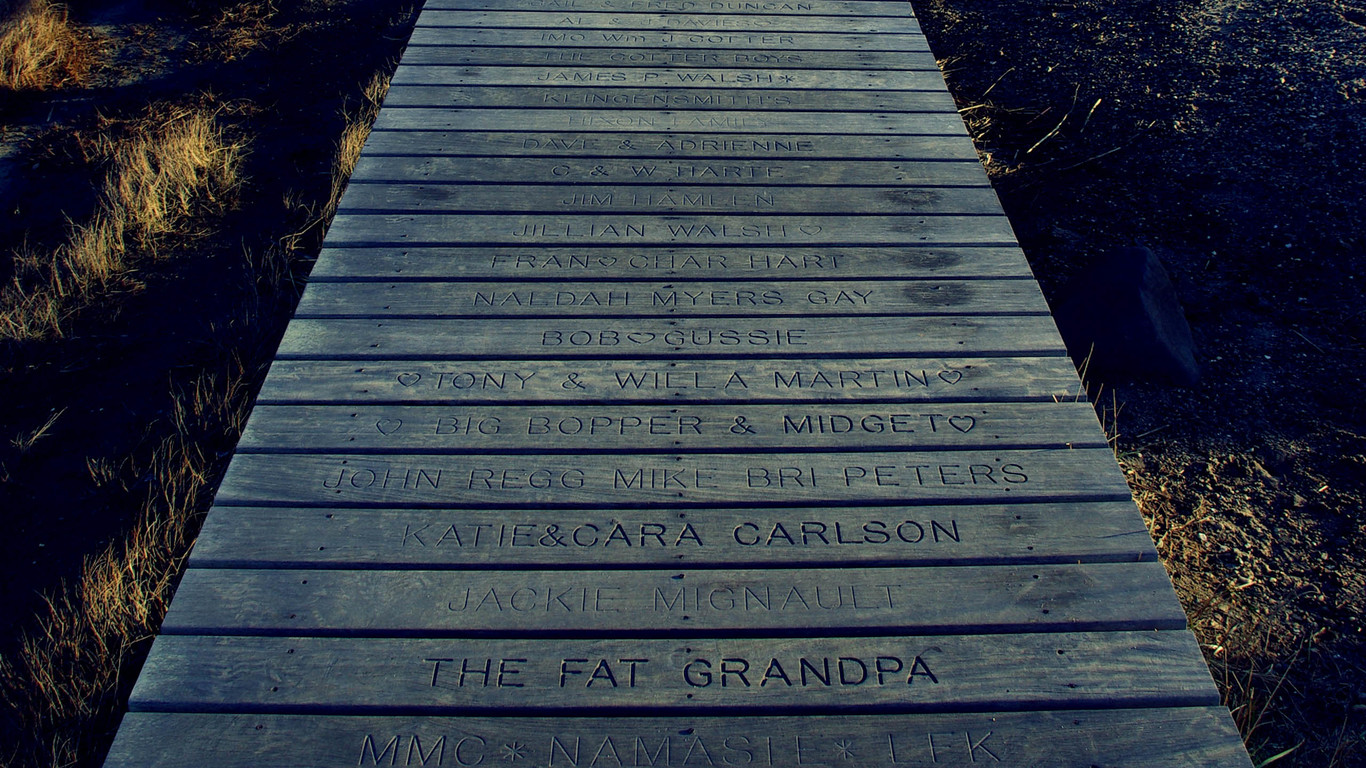 GAIL & FRED DUNCAN
AL & J DAVIES
IMO Wm J COTTER
THE COTTER BOYS
JAMES P. WALSH*
KLINGENSMITH'S
DIXON FAMILY
DAVE & ADRIENNE
C & W HARTE
JIM HAMLEN
JILLIAN WALSH ♡
FRAN♡CHAR HART
NALDAH MYERS GAY
BOB♡GUSSIE
♡TONY & WILLA MARTIN♡
♡ BIG BOPPER & MIDGET♡
JOHN REGG MIKE BRI PETERS
KATIE&CARA CARLSON
JACKIE MIGNAULT
THE FAT GRANDPA
MMC * NAMASTE * LFK